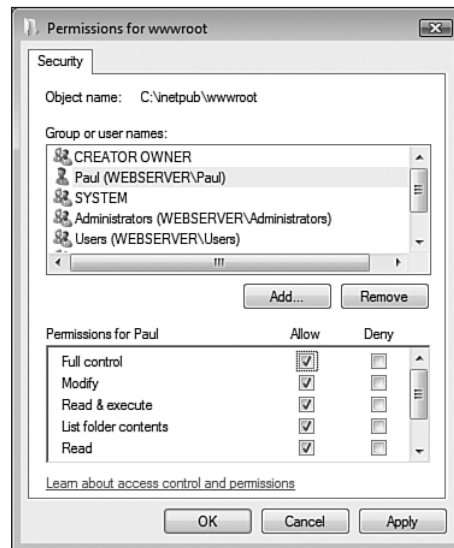 Permissions for wwwroot
Security
Object name: C:\inetpub\wwwroot
Group or user names:
CREATOR OWNER
Paul (WEBSERVER\Paul)
SYSTEM
Administrators (WEBSERVER\Administrators)
Users (WEBSERVER\Users)
Add... Remove
Permissions for Paul Allow Deny
Full control
Modify
Read & execute
List folder contents
Read
Learn about access control and permissions
OK Cancel Apply